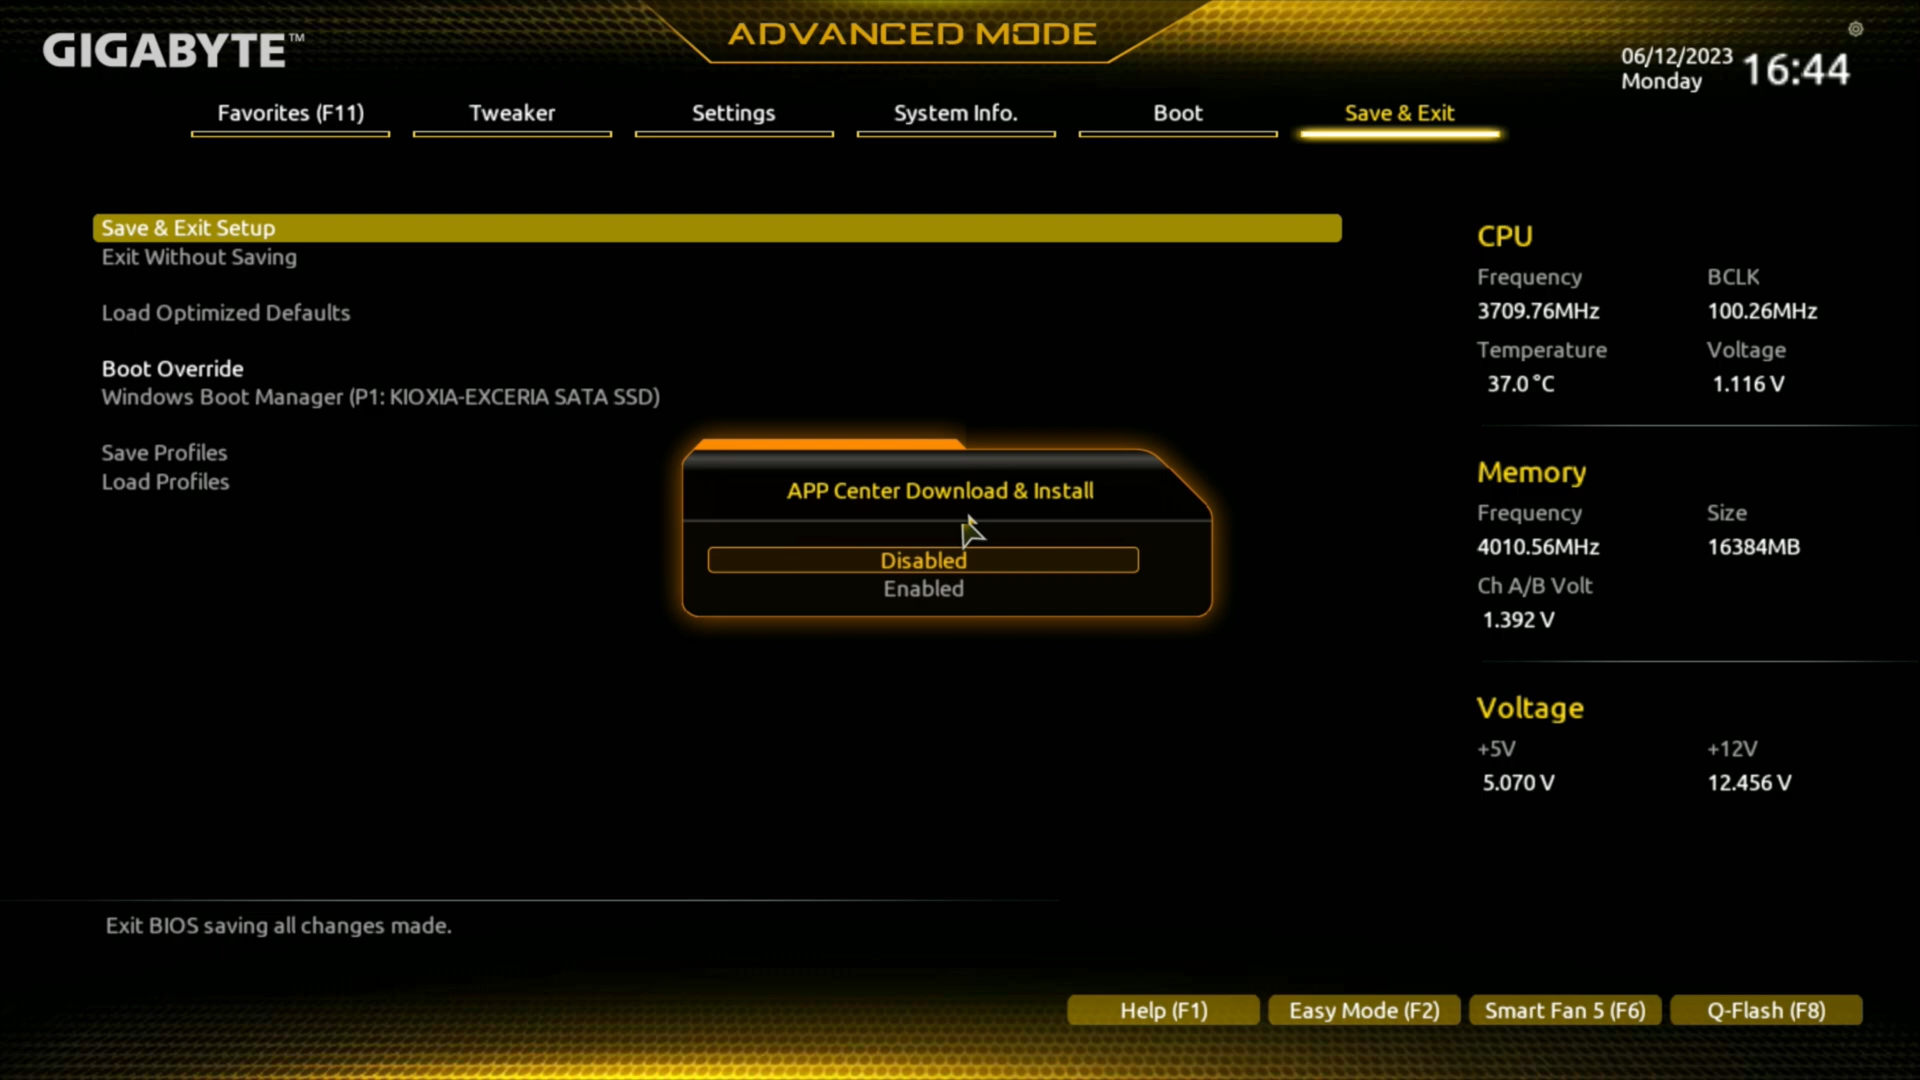 GIGABYTE™
ADVANCED MODE
06/12/2023
Monday
16:44
Favorites (F11)
Tweaker
Settings
System Info.
Boot
Save & Exit
Save & Exit Setup
Exit Without Saving
Load Optimized Defaults
Boot Override
Windows Boot Manager (P1: KIOXIA-EXCERIA SATA SSD)
Save Profiles
Load Profiles
APP Center Download & Install
Disabled
Enabled
CPU
Frequency BCLK
3709.76MHz 100.26MHz
Temperature Voltage
37.0 °C 1.116 V
Memory
Frequency Size
4010.56MHz 16384MB
Ch A/B Volt
1.392 V
Voltage
+5V +12V
5.070 V 12.456 V
Exit BIOS saving all changes made.
Help (F1)
Easy Mode (F2)
Smart Fan 5 (F6)
Q-Flash (F8)